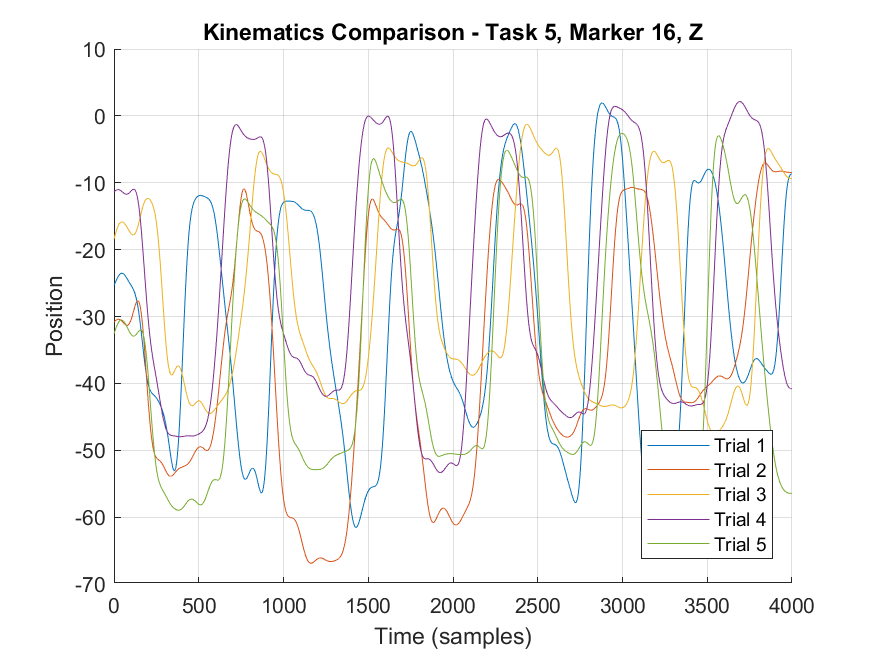 Kinematics Comparison - Task 5, Marker 16, Z
10
0
-10
-20
-30
-40
-50
-60
-70
Position
0 500 1000 1500 2000 2500 3000 3500 4000
Time (samples)
Trial 1
Trial 2
Trial 3
Trial 4
Trial 5